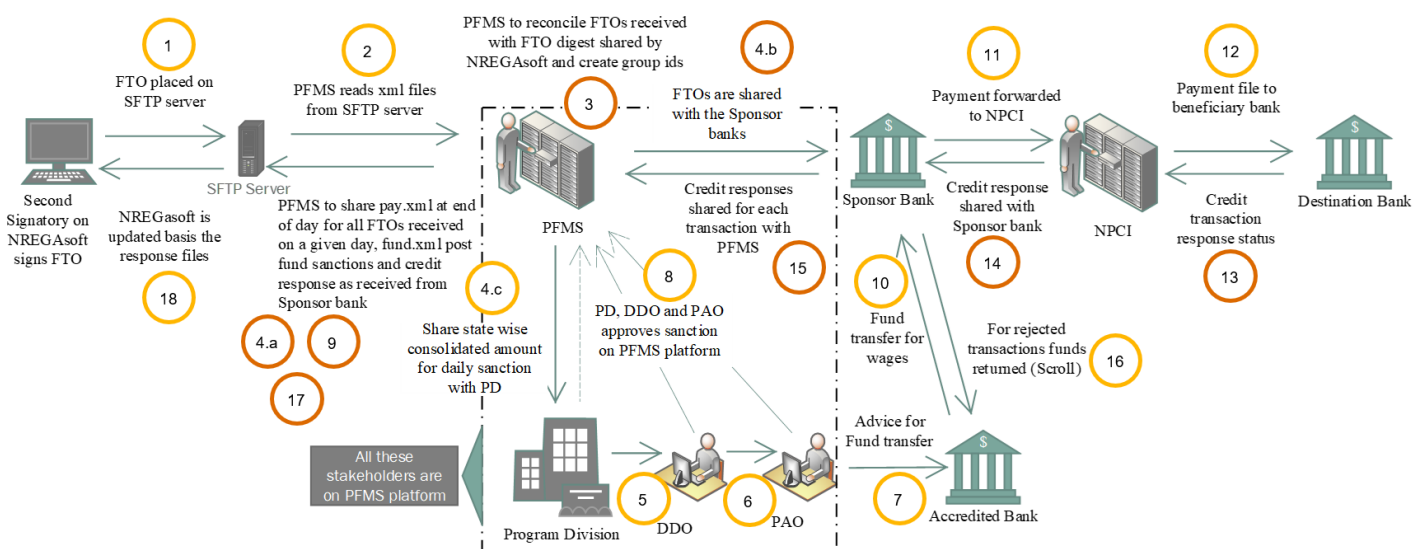 1
FTO placed on
SFTP server
2
PFMS reads xml files
from SFTP server
PFMS to reconcile FTOs received
with FTO digest shared by
NREGAsoft and create group ids
3
4.b
FTOs are shared
with the Sponsor
banks
11
Payment forwarded
to NPCI
12
Payment file to
beneficiary bank
Second
Signatory on
NREGAsoft
signs FTO
SFTP Server
NREGasoft is
updated basis the
response files
18
PFMS to share pay.xml at end
of day for all FTOs received
on a given day, fund.xml post
fund sanctions and credit
response as received from
Sponsor bank
4.a
9
17
PFMS
Credit responses
shared for each
transaction with
PFMS
15
Sponsor Bank
Credit response
shared with
Sponsor bank
14
NPCI
Credit
transaction
response status
13
Destination Bank
$
$
4.c
Share state wise
consolidated amount
for daily sanction
with PD
8
PD, DDO and PAO
approves sanction
on PFMS platform
10
Fund
transfer for
wages
For rejected
transactions funds
returned (Scroll)
16
All these
stakeholders are
on PFMS platform
Program Division
5
DDO
6
PAO
Advice for
Fund transfer
7
$
Accredited Bank